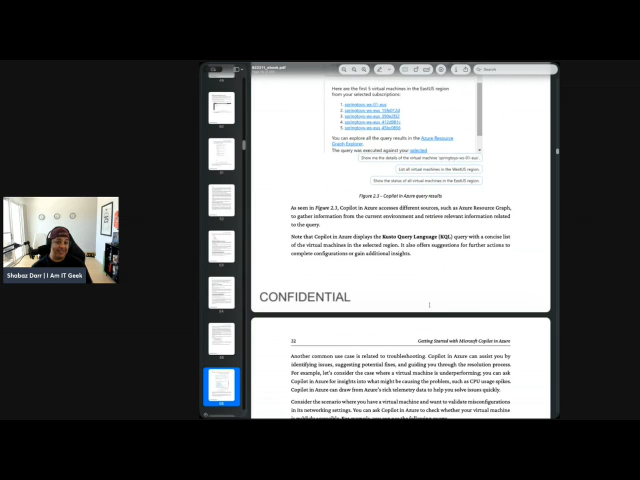 Search
Here are the first 5 virtual machines in the EastUS region
from your selected subscriptions:
You can explore all the query results in the Azure Resource
Graph Explorer.
The query was executed against your selected
List all virtual machines in the WestUS region.
Show the status of all virtual machines in the EastUS region.
Figure 2.3 – Copilot in Azure query results
As seen in Figure 2.3, Copilot in Azure accesses different sources, such as Azure Resource Graph,
to gather information from the current environment and retrieve relevant information related
to the query.
Note that Copilot in Azure displays the Kusto Query Language (KQL) query with a concise list
of the virtual machines in the selected region. It also offers suggestions for further actions to
complete configurations or gain additional insights.
CONFIDENTIAL
Shabaz Darr | I Am IT Geek
32
Getting Started with Microsoft Copilot in Azure
Another common use case is related to troubleshooting. Copilot in Azure can assist you by
identifying issues, suggesting potential fixes, and guiding you through the resolution process.
For example, let's consider the case where a virtual machine is underperforming; you can ask
Copilot in Azure for insights into what might be causing the problem, such as CPU usage spikes.
Copilot in Azure can draw from Azure's rich telemetry data to help you solve issues quickly.
Consider the scenario where you have a virtual machine and want to validate misconfigurations
in its networking settings. You can ask Copilot in Azure to check whether your virtual machine